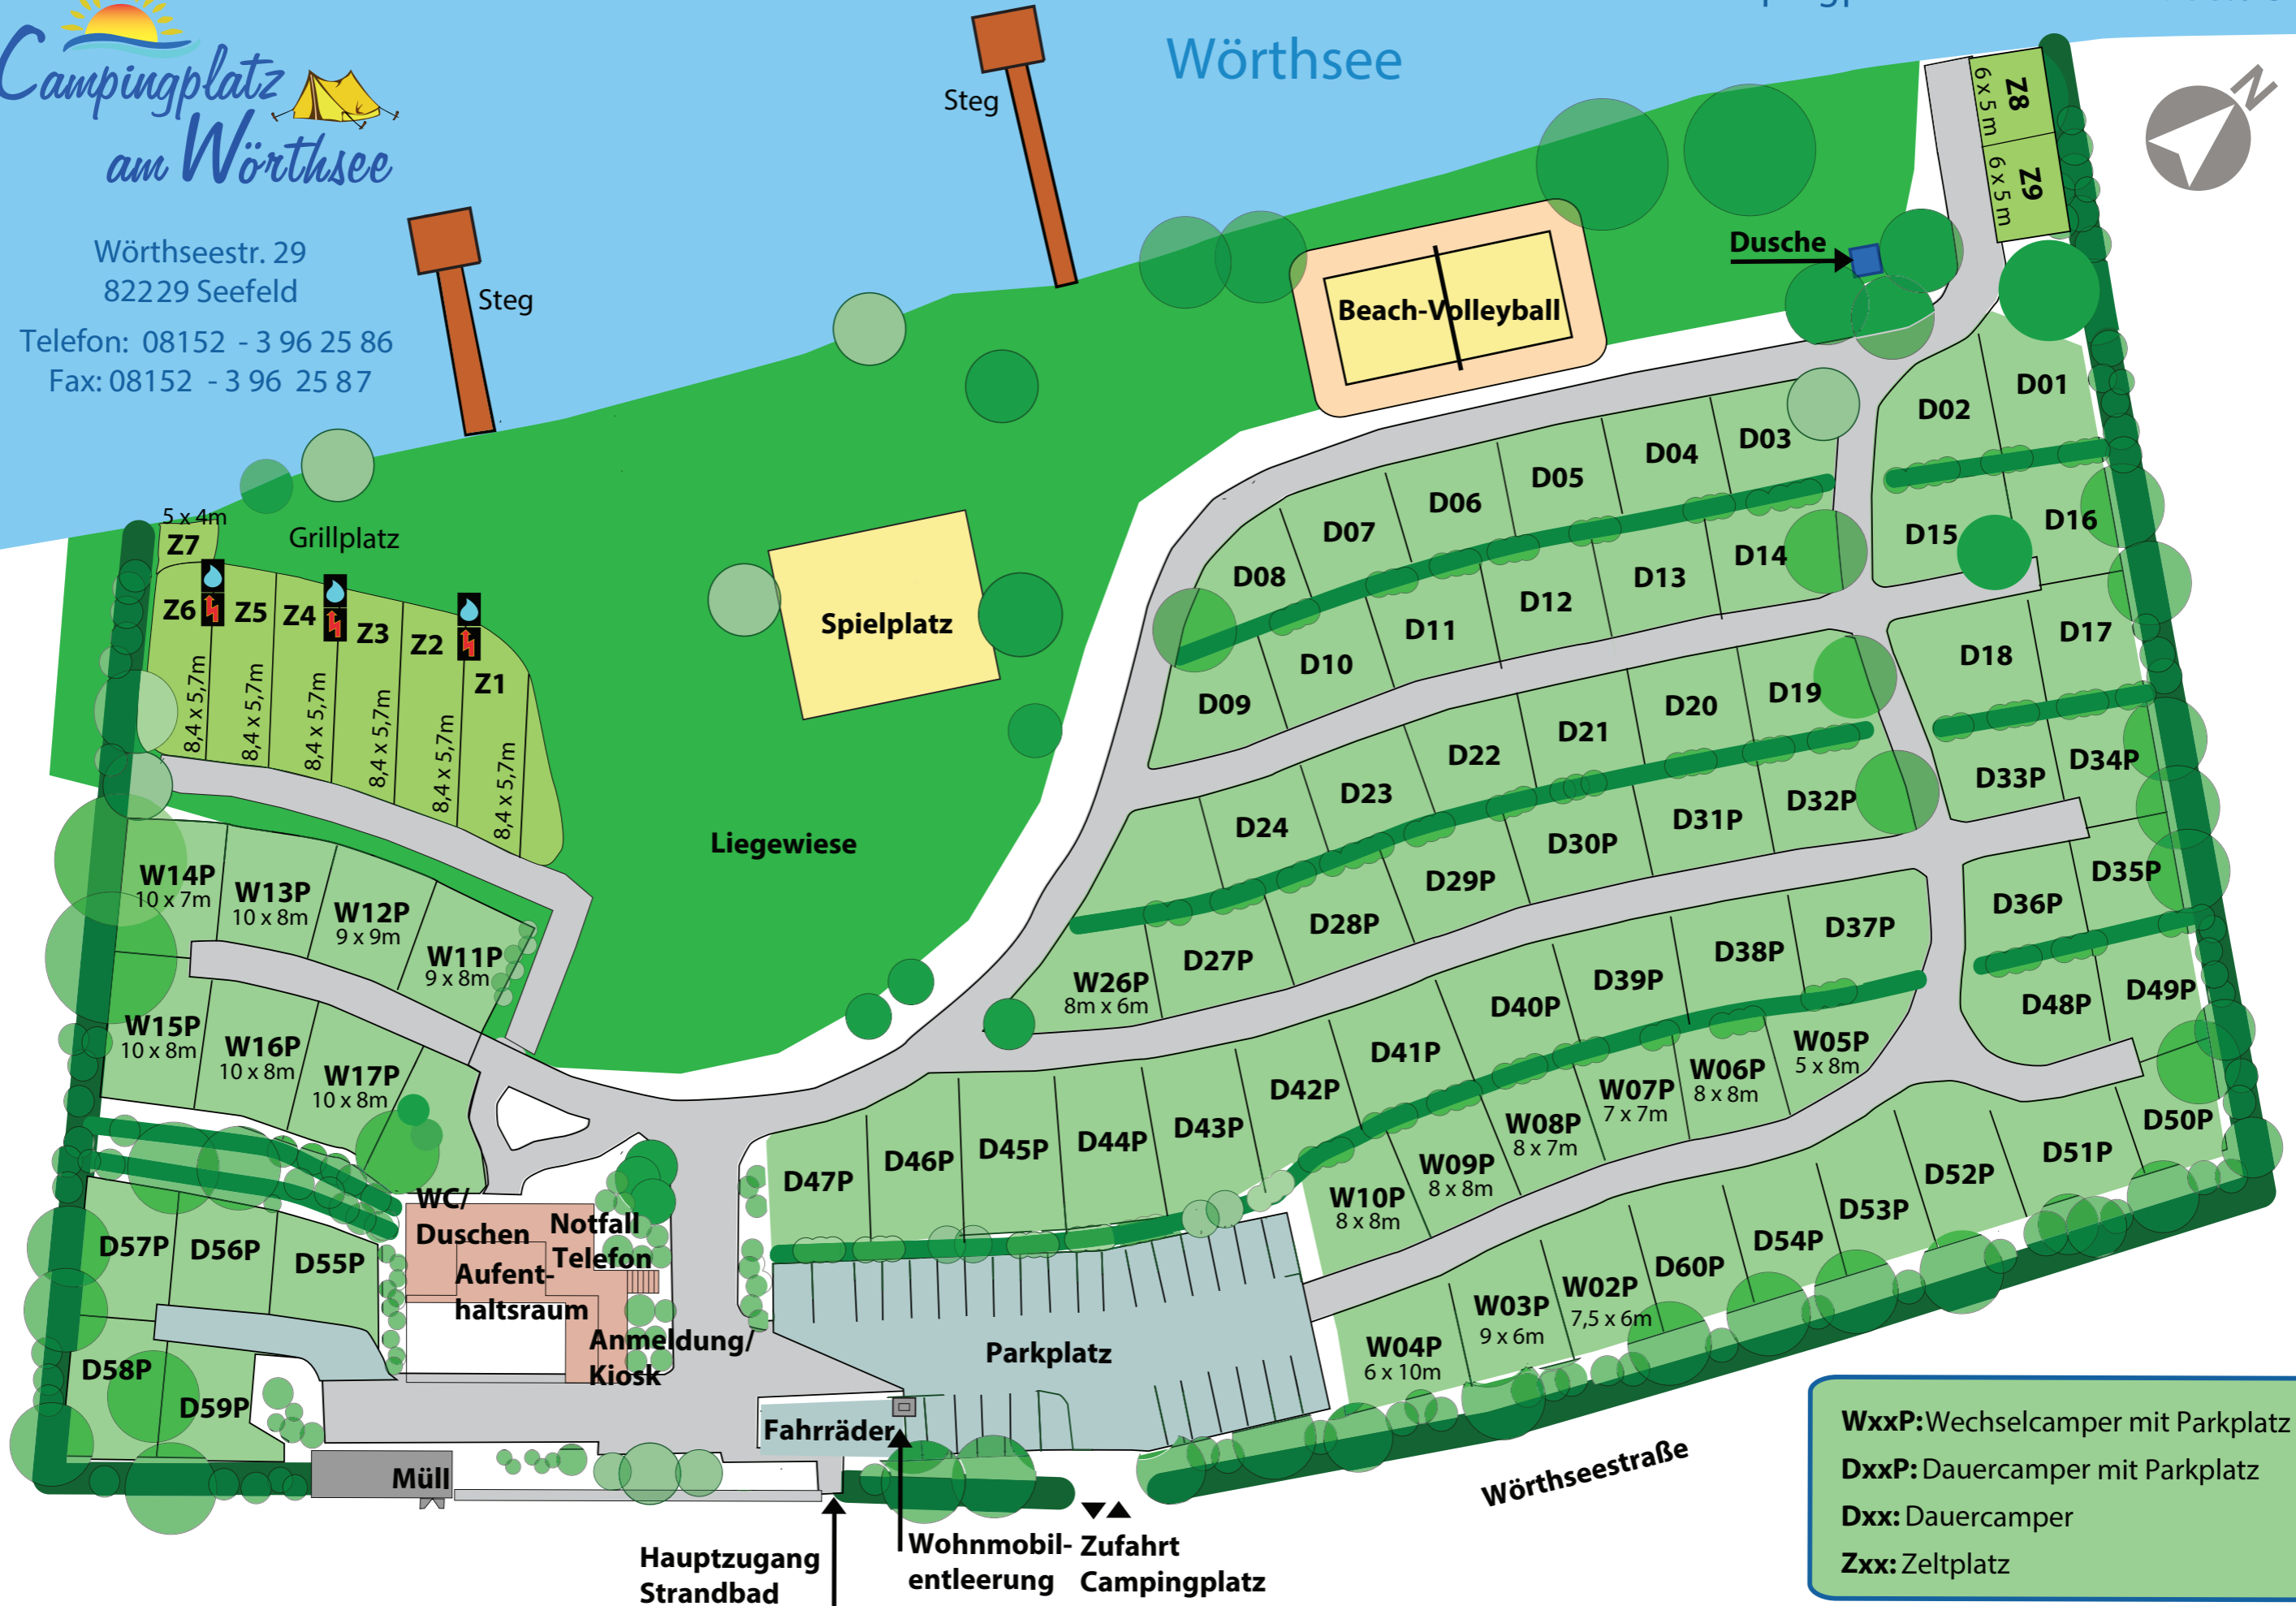 Campingplatz
am Wörthsee
Wörthseestr. 29
82229 Seefeld
Telefon: 08152 - 3 96 25 86
Fax: 08152 - 3 96 25 87
Steg
Steg
Wörthsee
N
Z8
6 x 5 m
Z9
6 x 5 m
Dusche
Beach-Volleyball
5 x 4m
Z7
Grillplatz
Z6
Z5
Z4
Z3
Z2
Z1
8,4 x 5,7m
8,4 x 5,7m
8,4 x 5,7m
8,4 x 5,7m
8,4 x 5,7m
8,4 x 5,7m
Spielplatz
Liegewiese
D01
D02
D03
D04
D05
D06
D07
D08
D09
D10
D11
D12
D13
D14
D15
D16
D17
D18
D19
D20
D21
D22
D23
D24
W26P
8m x 6m
D27P
D28P
D29P
D30P
D31P
D32P
D33P
D34P
D35P
D36P
D37P
D38P
D39P
D40P
D41P
D42P
D43P
D44P
D45P
D46P
D47P
D48P
D49P
D50P
D51P
D52P
D53P
D54P
D60P
W02P
7,5 x 6m
W03P
9 x 6m
W04P
6 x 10m
W05P
5 x 8m
W06P
8 x 8m
W07P
7 x 7m
W08P
8 x 7m
W09P
8 x 8m
W10P
8 x 8m
W14P
10 x 7m
W13P
10 x 8m
W12P
9 x 9m
W11P
9 x 8m
W15P
10 x 8m
W16P
10 x 8m
W17P
10 x 8m
D57P
D56P
D55P
D58P
D59P
WC/
Duschen
Notfall
Telefon
Aufent-
haltsraum
Anmeldung/
Kiosk
Parkplatz
Fahrräder
Müll
Hauptzugang
Strandbad
Wohnmobil-
entleerung
Zufahrt
Campingplatz
Wörthseestraße
WxxP: Wechselcamper mit Parkplatz
DxxP: Dauercamper mit Parkplatz
Dxx: Dauercamper
Zxx: Zeltplatz